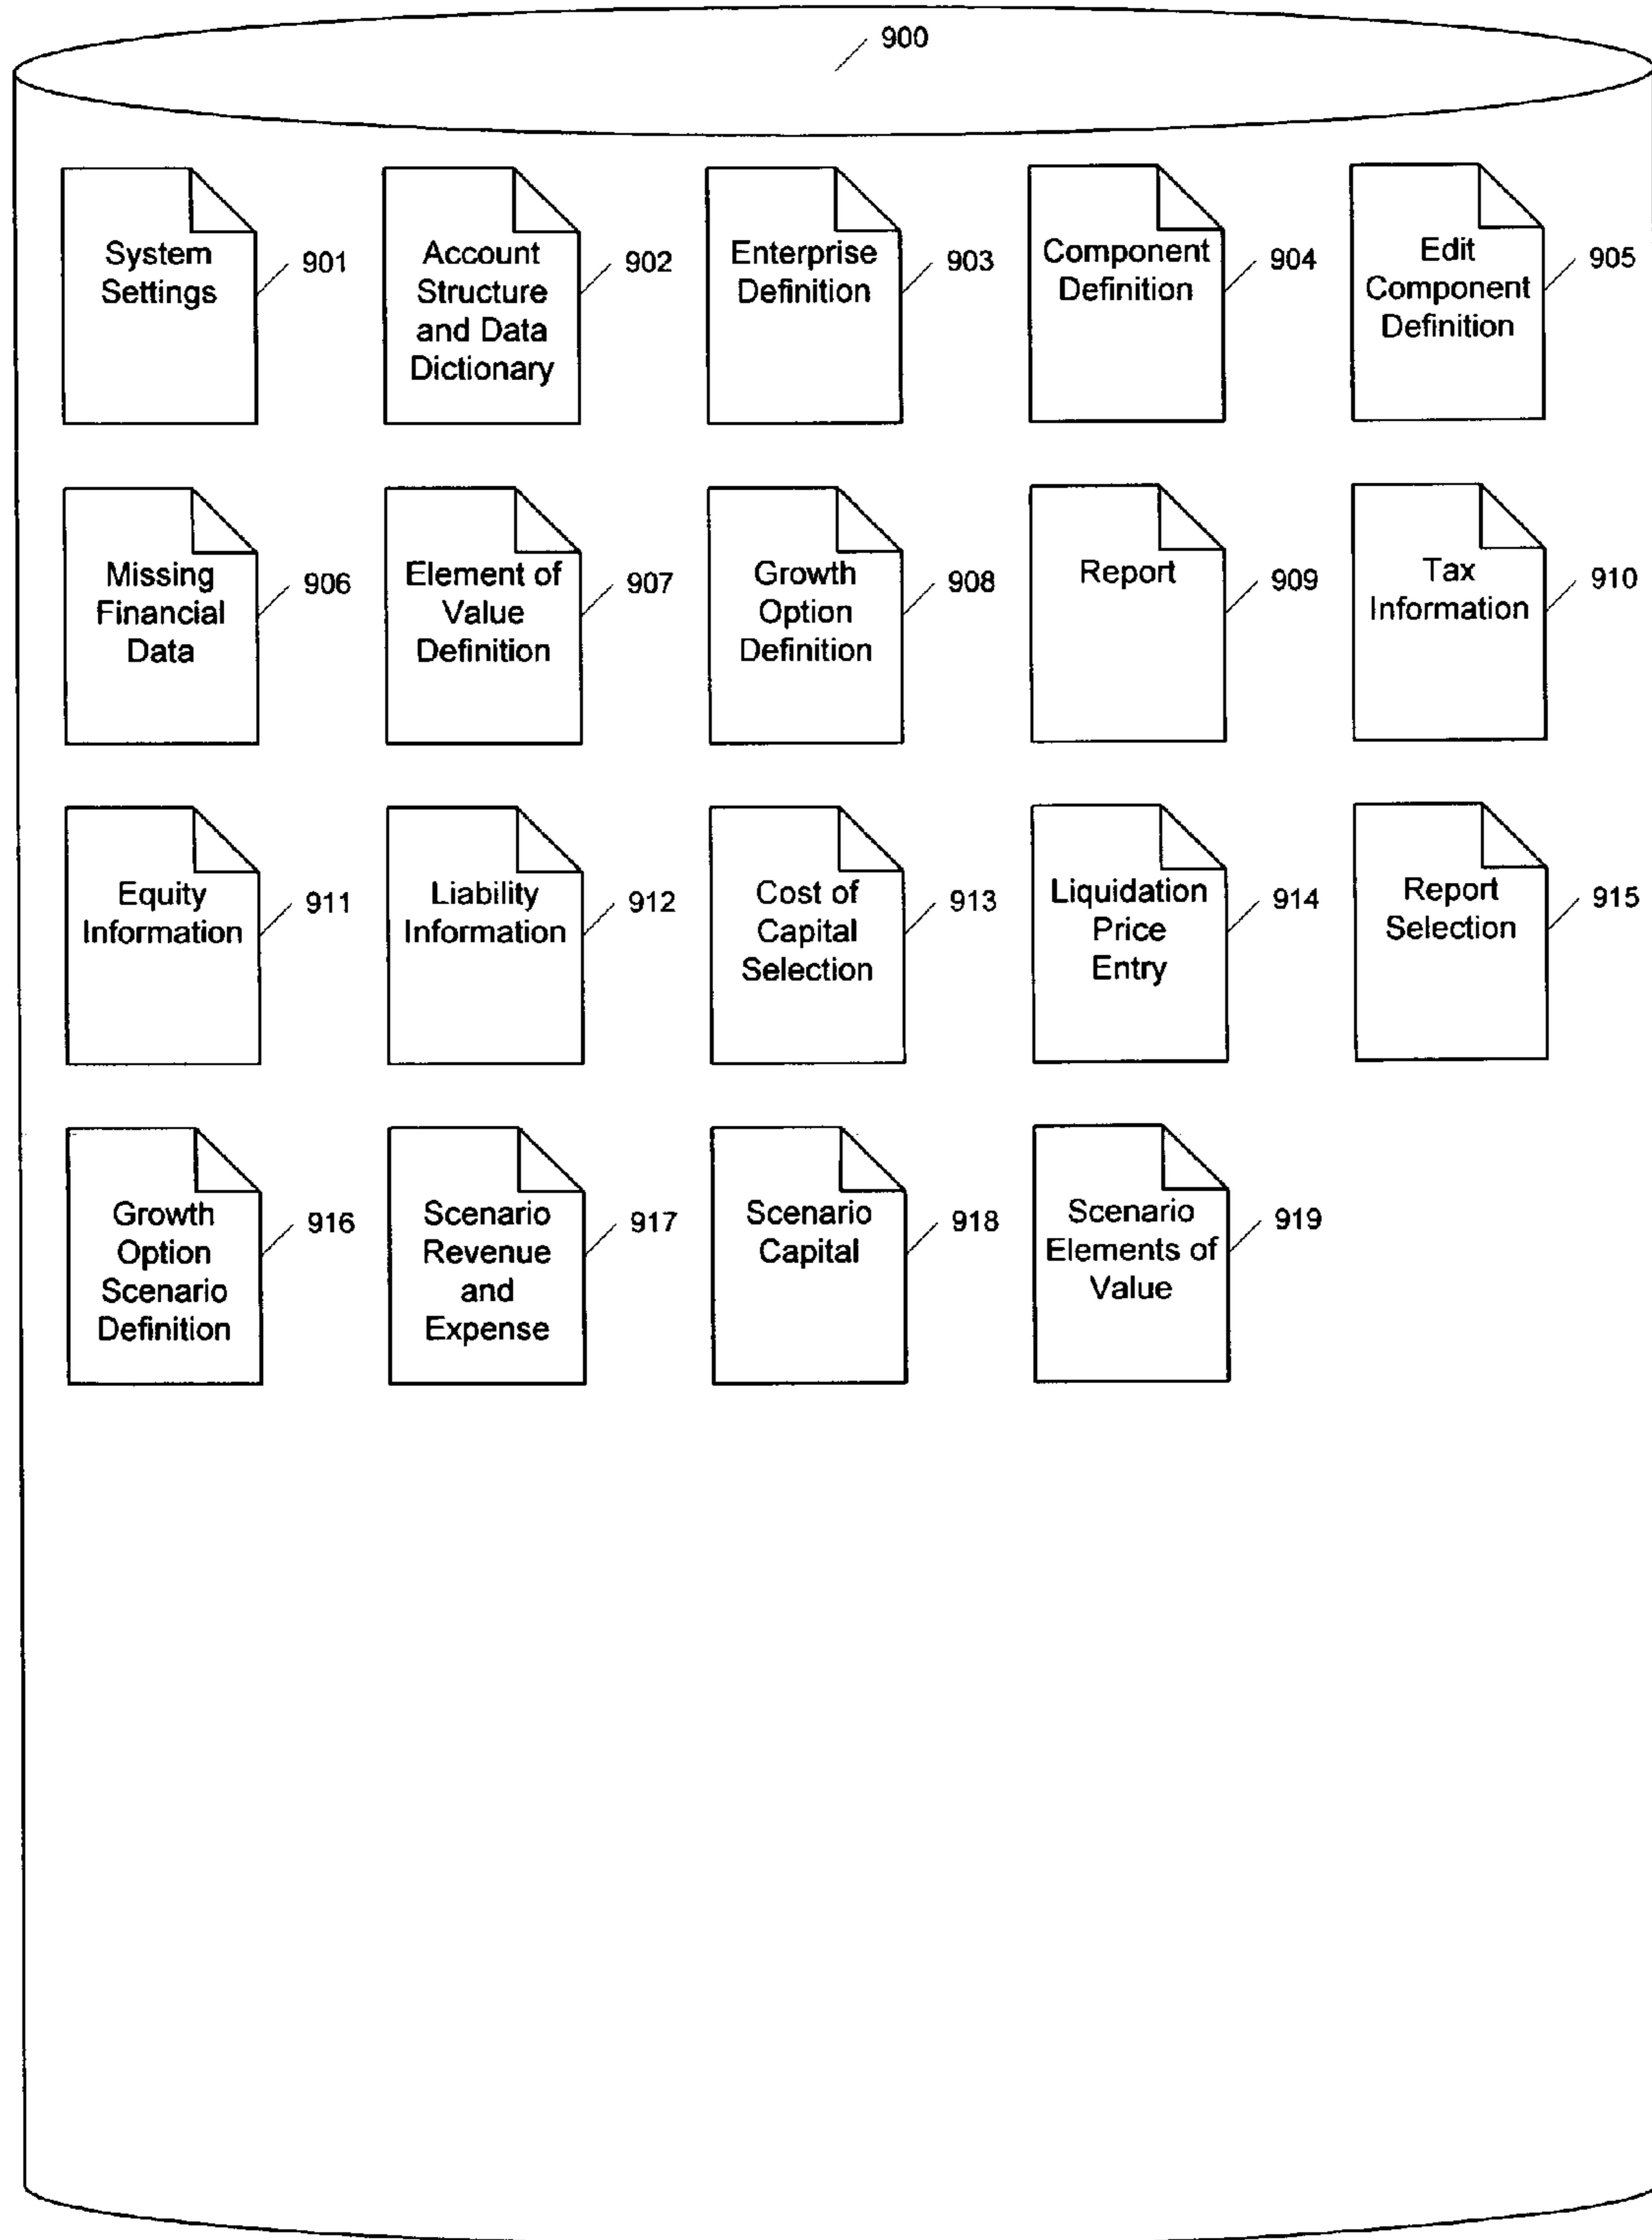 900
System
Settings
901
Account
Structure
and Data
Dictionary
902
Enterprise
Definition
903
Component
Definition
904
Edit
Component
Definition
905
Missing
Financial
Data
906
Element of
Value
Definition
907
Growth
Option
Definition
908
Report
909
Tax
Information
910
Equity
Information
911
Liability
Information
912
Cost of
Capital
Selection
913
Liquidation
Price
Entry
914
Report
Selection
915
Growth
Option
Scenario
Definition
916
Scenario
Revenue
and
Expense
917
Scenario
Capital
918
Scenario
Elements of
Value
919